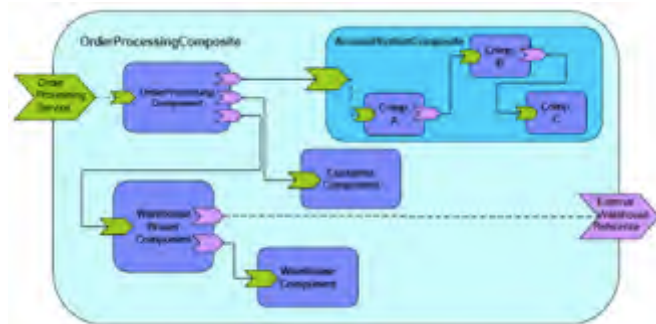 OrderProcessingComposite
AccountSystemComposite
Order
Processing
Service
OrderProcessing
Component
Comp.
B
Comp.
A
Comp.
C
Customer
Component
External
Warehouse
Reference
Warehouse
Broker
Component
Warehouse
Component